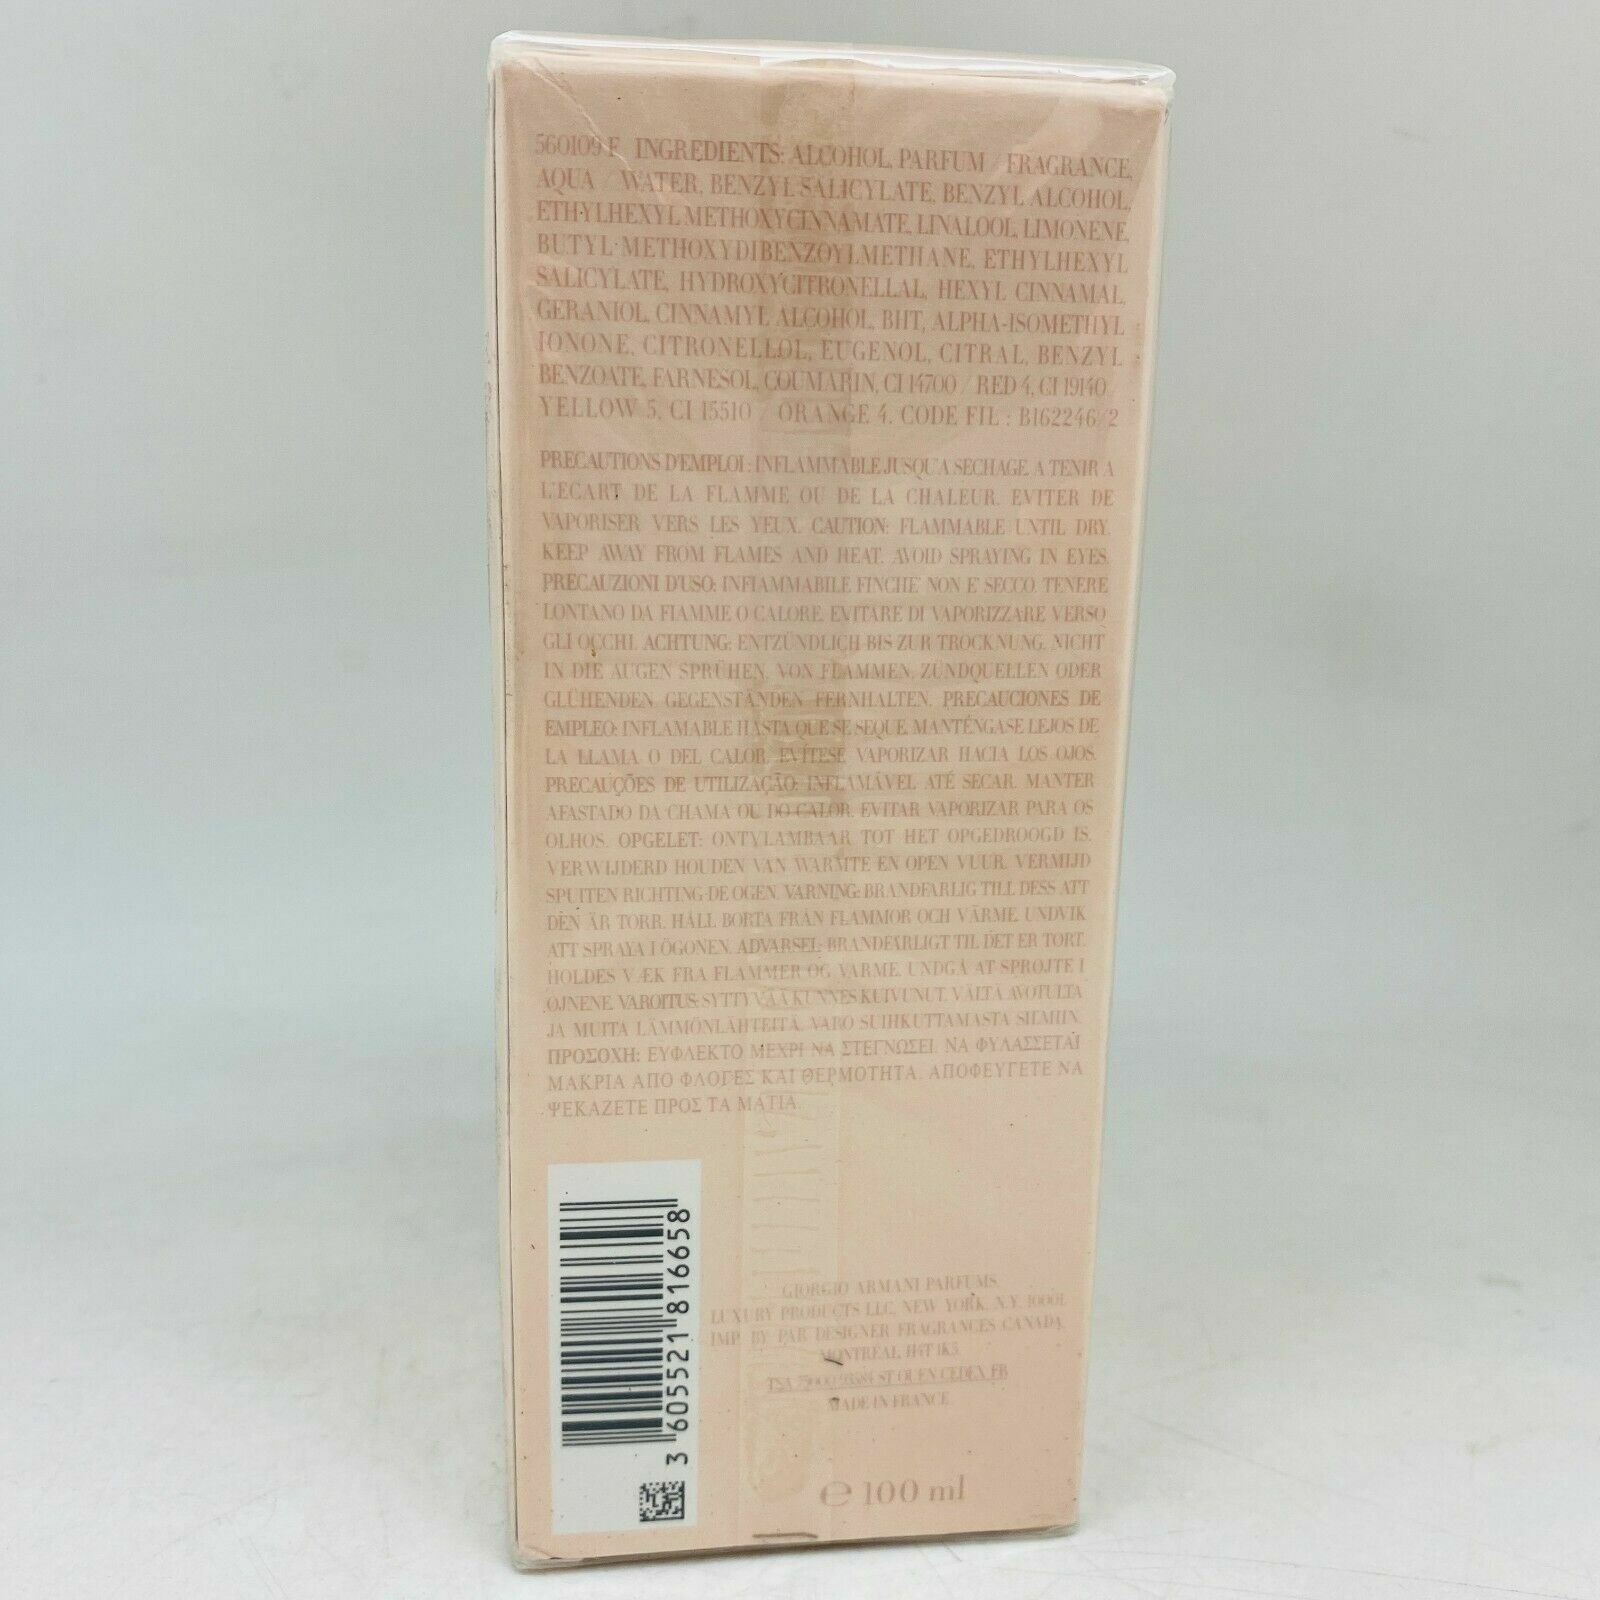 560109 F INGREDIENTS: ALCOHOL, PARFUM / FRAGRANCE,
AQUA / WATER, BENZYL SALICYLATE, BENZYL ALCOHOL,
ETHYLHEXYL METHOXYCINNAMATE, LINALOOL, LIMONENE,
BUTYL METHOXYDIBENZOYLMETHANE, ETHYLHEXYL
SALICYLATE, HYDROXYCITRONELLAL, HEXYL CINNAMAL,
GERANIOL, CINNAMYL ALCOHOL, BHT, ALPHA-ISOMETHYL
IONONE, CITRONELLOL, EUGENOL, CITRAL, BENZYL
BENZOATE, FARNESOL, COUMARIN, CI 14700 / RED 4, CI 19140 /
YELLOW 5, CI 15510 / ORANGE 4. CODE FIL : B162246/2
PRECAUTIONS D'EMPLOI : INFLAMMABLE JUSQU'A SECHAGE. A TENIR A
L'ECART DE LA FLAMME OU DE LA CHALEUR. EVITER DE
VAPORISER VERS LES YEUX. CAUTION: FLAMMABLE UNTIL DRY.
KEEP AWAY FROM FLAMES AND HEAT. AVOID SPRAYING IN EYES.
PRECAUZIONI D'USO: INFIAMMABILE FINCHE' NON E' SECCO. TENERE
LONTANO DA FIAMME O CALORE. EVITARE DI VAPORIZZARE VERSO
GLI OCCHI. ACHTUNG: ENTZÜNDLICH BIS ZUR TROCKNUNG. NICHT
IN DIE AUGEN SPRÜHEN. VON FLAMMEN, ZÜNDQUELLEN ODER
GLÜHENDEN GEGENSTÄNDEN FERNHALTEN. PRECAUCIONES DE
EMPLEO: INFLAMABLE HASTA QUE SE SEQUE. MANTÉNGASE LEJOS DE
LA LLAMA O DEL CALOR. EVÍTESE VAPORIZAR HACIA LOS OJOS.
PRECAUÇÕES DE UTILIZAÇÃO: INFLAMÁVEL ATÉ SECAR. MANTER
AFASTADO DA CHAMA OU DO CALOR. EVITAR VAPORIZAR PARA OS
OLHOS. OPGELET: ONTVLAMBAAR TOT HET OPGEDROOGD IS.
VERWIJDERD HOUDEN VAN WARMTE EN OPEN VUUR. VERMIJD
SPUITEN RICHTING DE OGEN. VARNING: BRANDFARLIG TILL DESS ATT
DEN ÄR TORR. HÅLL BORTA FRÅN FLAMMOR OCH VÄRME. UNDVIK
ATT SPRAYA I ÖGONEN. ADVARSEL: BRANDFARLIGT TIL DET ER TØRT.
HOLDES VÆK FRA FLAMMER OG VARME. UNDGÅ AT SPRØJTE I
ØJNENE. VAROITUS: SYTTYVÄÄ KUNNES KUIVUNUT. VÄLTÄ AVOTULTA
JA MUITA LÄMMÖNLÄHTEITÄ. VARO SUIHKUTTAMASTA SILMIIN.
ΠΡΟΣΟΧΗ: ΕΥΦΛΕΚΤΟ ΜΕΧΡΙ ΝΑ ΣΤΕΓΝΩΣΕΙ. ΝΑ ΦΥΛΑΣΣΕΤΑΙ
ΜΑΚΡΙΑ ΑΠΟ ΦΛΟΓΕΣ ΚΑΙ ΘΕΡΜΟΤΗΤΑ. ΑΠΟΦΕΥΓΕΤΕ ΝΑ
ΨΕΚΑΖΕΤΕ ΠΡΟΣ ΤΑ ΜΑΤΙΑ.
3 605521 816658
GIORGIO ARMANI PARFUMS
LUXURY PRODUCTS LLC, NEW YORK, N.Y. 10001.
IMP. BY PAR DESIGNER FRAGRANCES CANADA,
MONTREAL, H4T 1K5
TSA 75000 93584 ST OUEN CEDEX FR
MADE IN FRANCE
e 100 ml